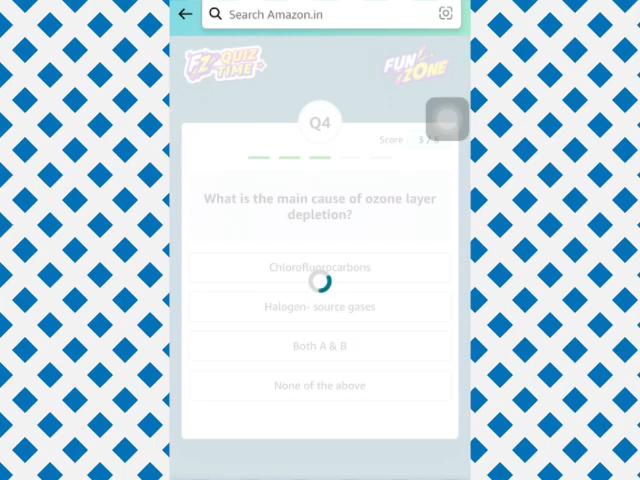 Search Amazon.in
FZ QUIZ
TIME
FUN
ZONE
Q4
Score 3 / 5
What is the main cause of ozone layer
depletion?
Chlorofluorocarbons
Halogen- source gases
Both A & B
None of the above